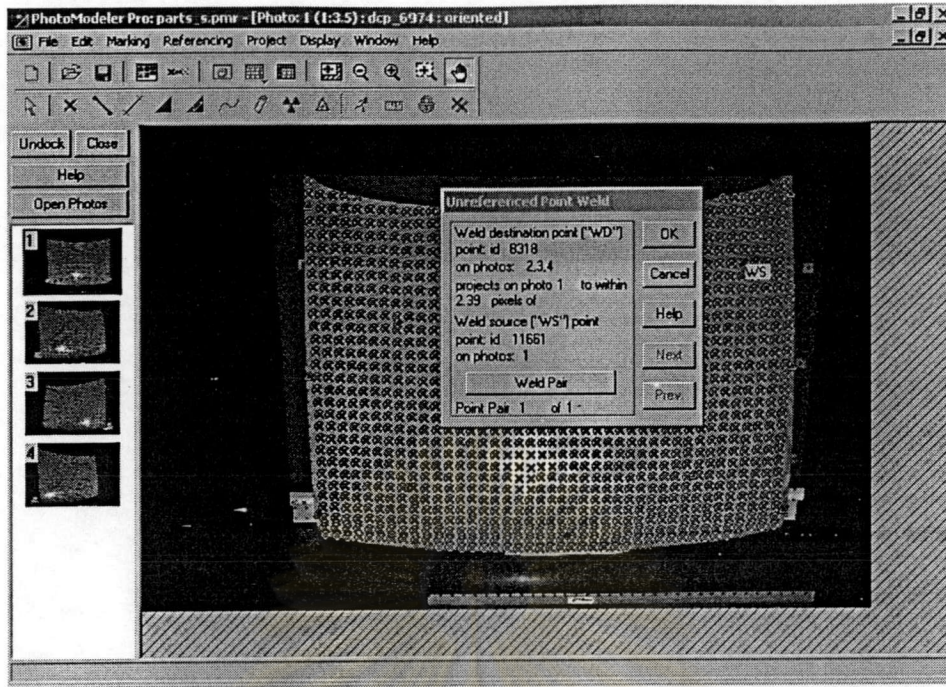 PhotoModeler Pro: parts_s.pmr - [Photo: 1 (1:3.5) : dcp_6974 : oriented]
File Edit Marking Referencing Project Display Window Help
Undock Close
Help
Open Photos
1
2
3
4
Unreferenced Point Weld
Weld destination point ["WD"]
point: id 8318
on photos: 2,3,4
projects on photo 1 to within
2.39 pixels of
Weld source ["WS"] point
point: id 11661
on photos: 1
Weld Pair
Point Pair 1 of 1
OK
Cancel
Help
Next
Prev.
WS